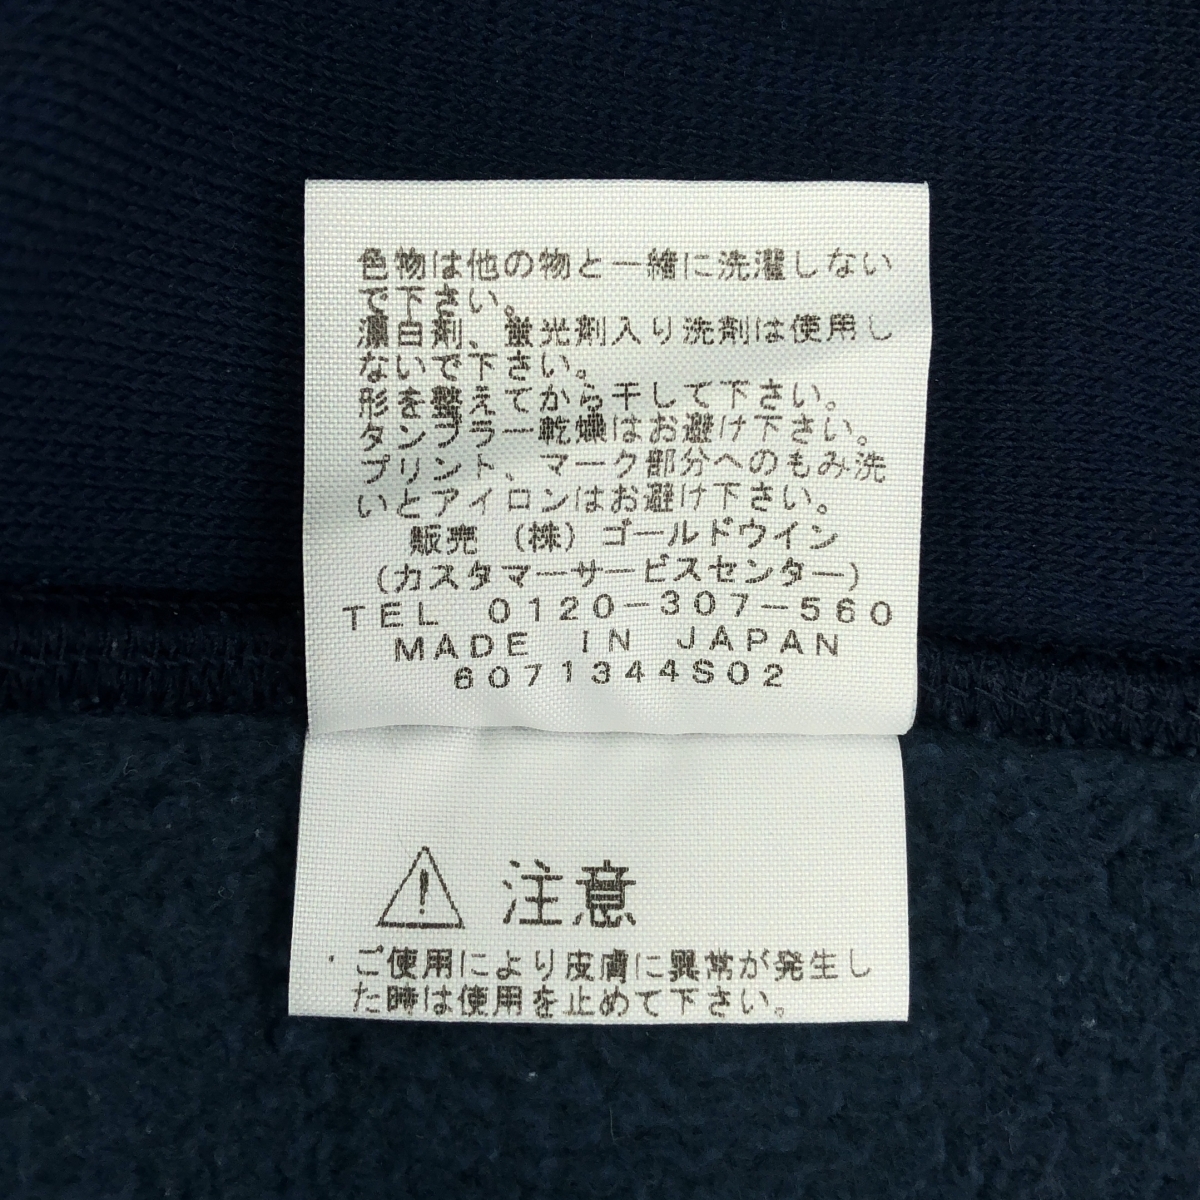 色物は他の物と一緒に洗濯しない
で下さい。
漂白剤、蛍光剤入り洗剤は使用し
ないで下さい。
形を整えてから干して下さい。
タンブラー乾燥はお避け下さい。
プリント、マーク部分へのもみ洗
いとアイロンはお避け下さい。
販売 (株) ゴールドウイン
(カスタマーサービスセンター)
TEL 0120-307-560
MADE IN JAPAN
6071344S02
注意
・ご使用により皮膚に異常が発生し
た時は使用を止めて下さい。